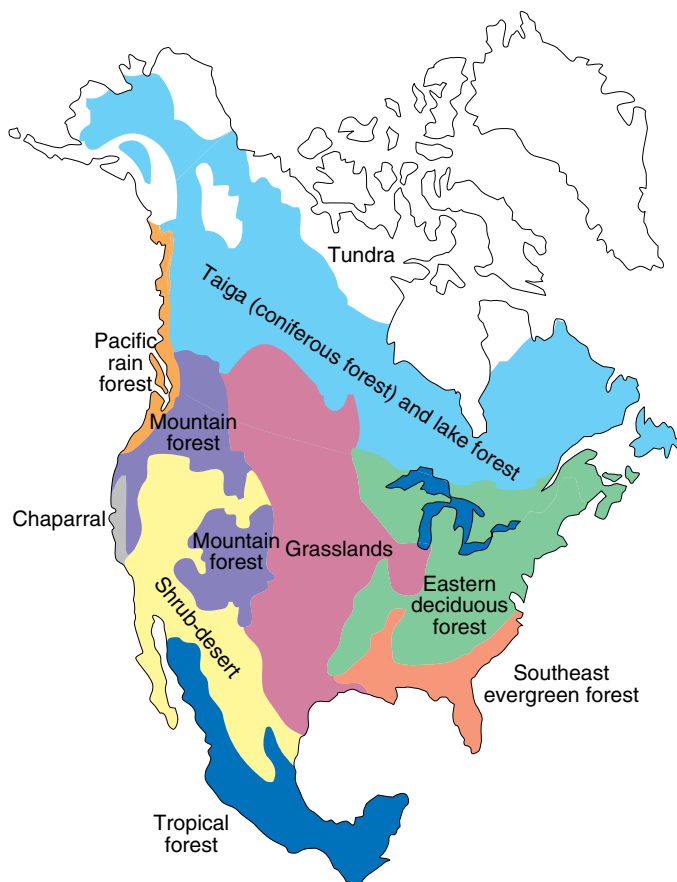 Tundra
Taiga (coniferous forest) and lake forest
Pacific
rain
forest
Mountain
forest
Chaparral
Mountain
forest
Grasslands
Shrub-desert
Eastern
deciduous
forest
Southeast
evergreen forest
Tropical
forest